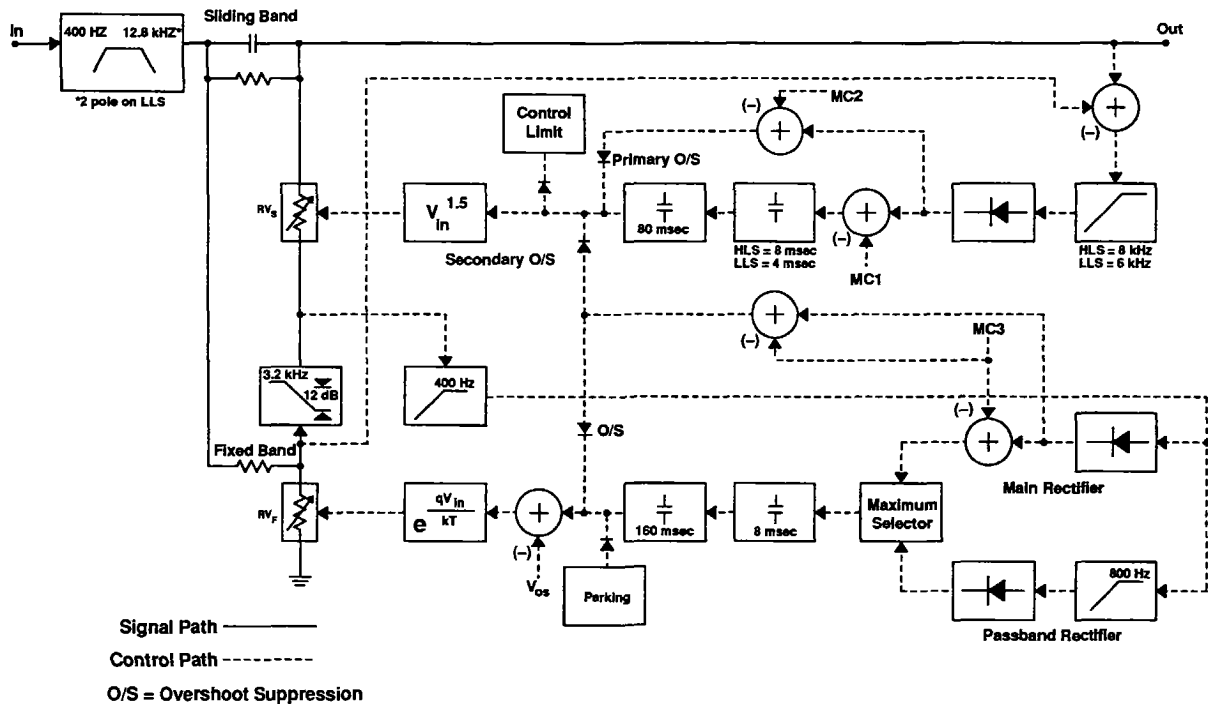 In
400 HZ 12.8 kHZ*
*2 pole on LLS
Sliding Band
Out
Control
Limit
(–)
MC2
(–)
Primary O/S
RVS
Vin1.5
80 msec
HLS = 8 msec
LLS = 4 msec
(–)
MC1
HLS = 8 kHz
LLS = 6 kHz
Secondary O/S
(–)
MC3
3.2 kHz
12 dB
400 Hz
(–)
O/S
Main Rectifier
Fixed Band
RVF
e qVin/kT
(–)
Vos
160 msec
8 msec
Maximum
Selector
Parking
800 Hz
Passband Rectifier
Signal Path
Control Path
O/S = Overshoot Suppression